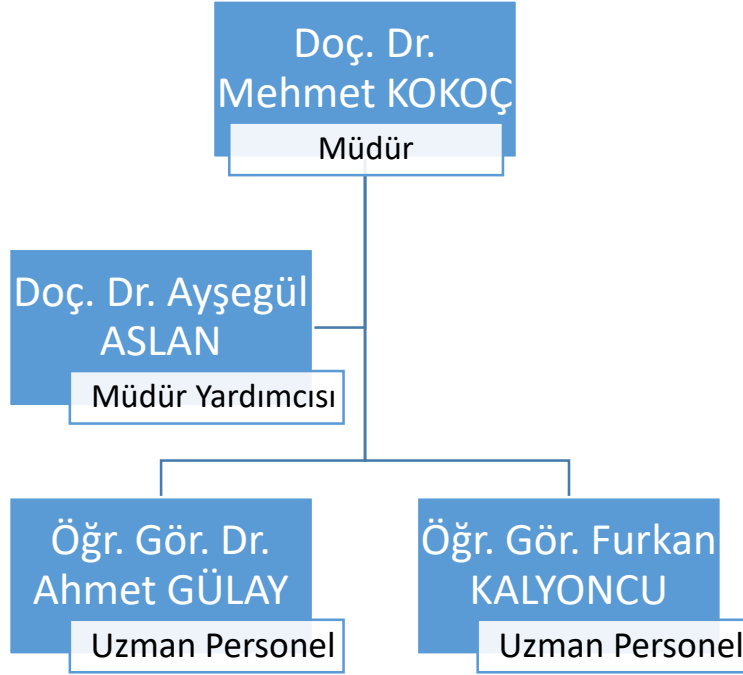 Doç. Dr.
Mehmet KOKOÇ
Müdür
Doç. Dr. Ayşegül
ASLAN
Müdür Yardımcısı
Öğr. Gör. Dr.
Ahmet GÜLAY
Uzman Personel
Öğr. Gör. Furkan
KALYONCU
Uzman Personel